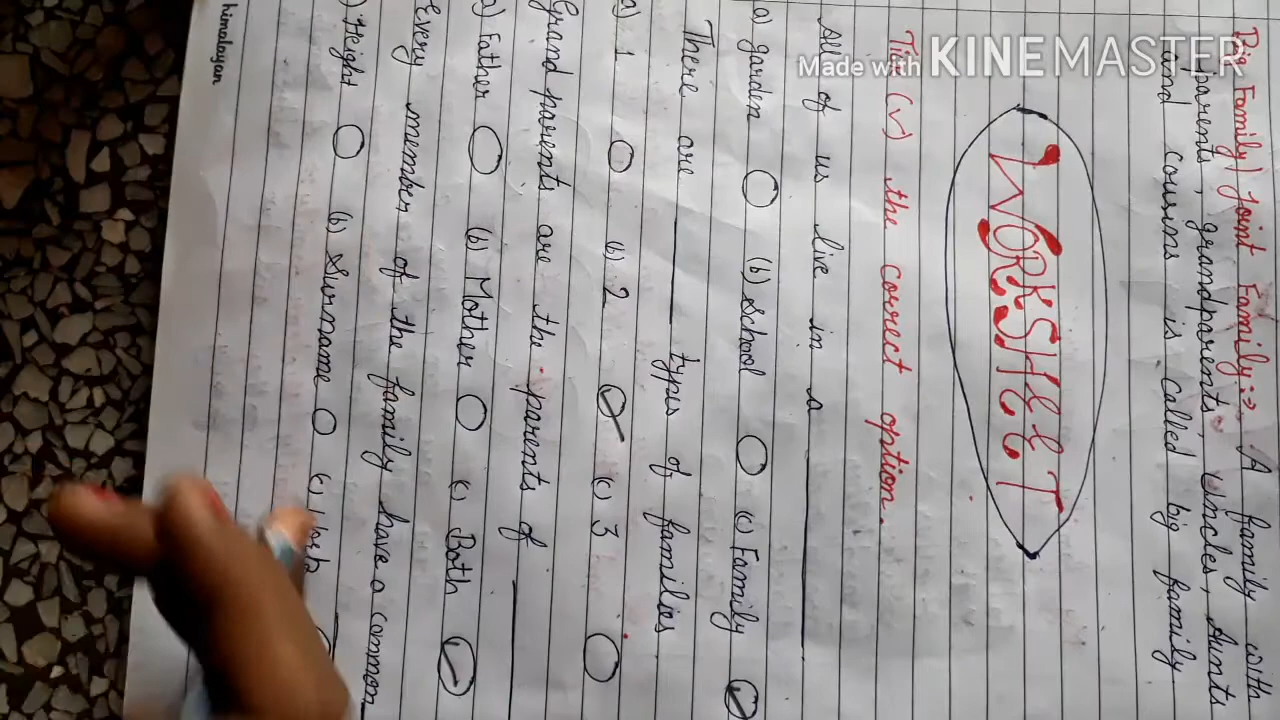 Big Family/Joint Family:→ A family with
parents, grandparents, Uncles, Aunts
and cousins is called big family
WORKSHEET
Tick (✓) the correct option.
All of us live in a ______
a) garden (b) School (c) Family
There are ______ types of families
a) 1 (b) 2 (c) 3
Grand parents are the parents of ______
a) Father (b) Mother (c) Both
Every member of the family have a common
) Height (b) Surname (c)
himalayan
Made with KINEMASTER